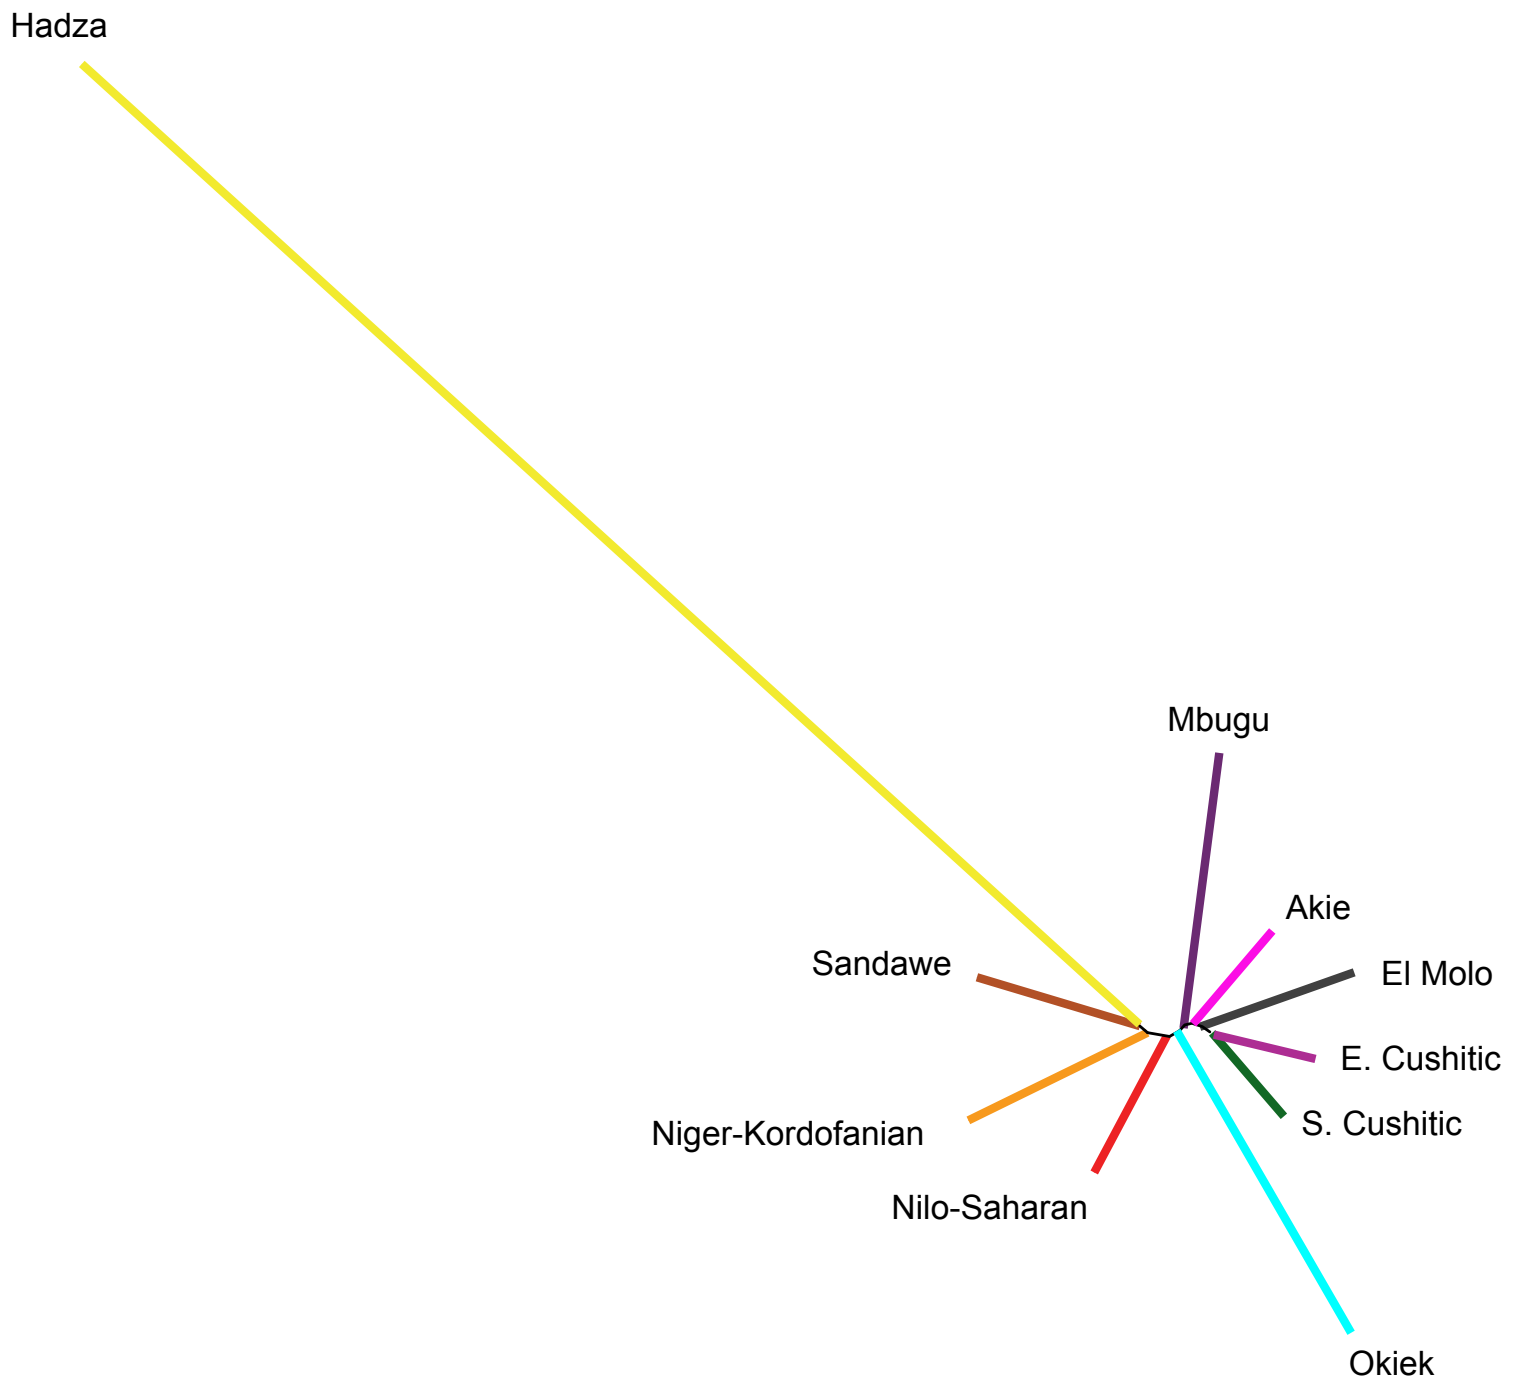 Hadza
Mbugu
Akie
Sandawe
El Molo
E. Cushitic
S. Cushitic
Niger-Kordofanian
Nilo-Saharan
Okiek